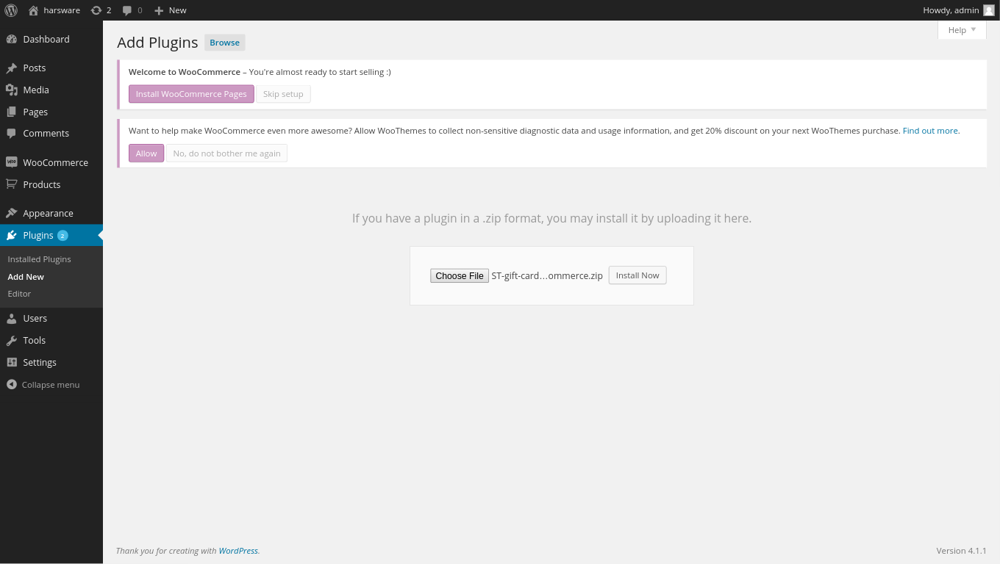 harsware 2 0 New Howdy, admin
Help
Dashboard
Posts
Media
Pages
Comments
WooCommerce
Products
Appearance
Plugins 2
Installed Plugins
Add New
Editor
Users
Tools
Settings
Collapse menu
Add Plugins Browse
Welcome to WooCommerce – You're almost ready to start selling :)
Install WooCommerce Pages Skip setup
Want to help make WooCommerce even more awesome? Allow WooThemes to collect non-sensitive diagnostic data and usage information, and get 20% discount on your next WooThemes purchase. Find out more.
Allow No, do not bother me again
If you have a plugin in a .zip format, you may install it by uploading it here.
Choose File ST-gift-card…ommerce.zip Install Now
Thank you for creating with WordPress. Version 4.1.1